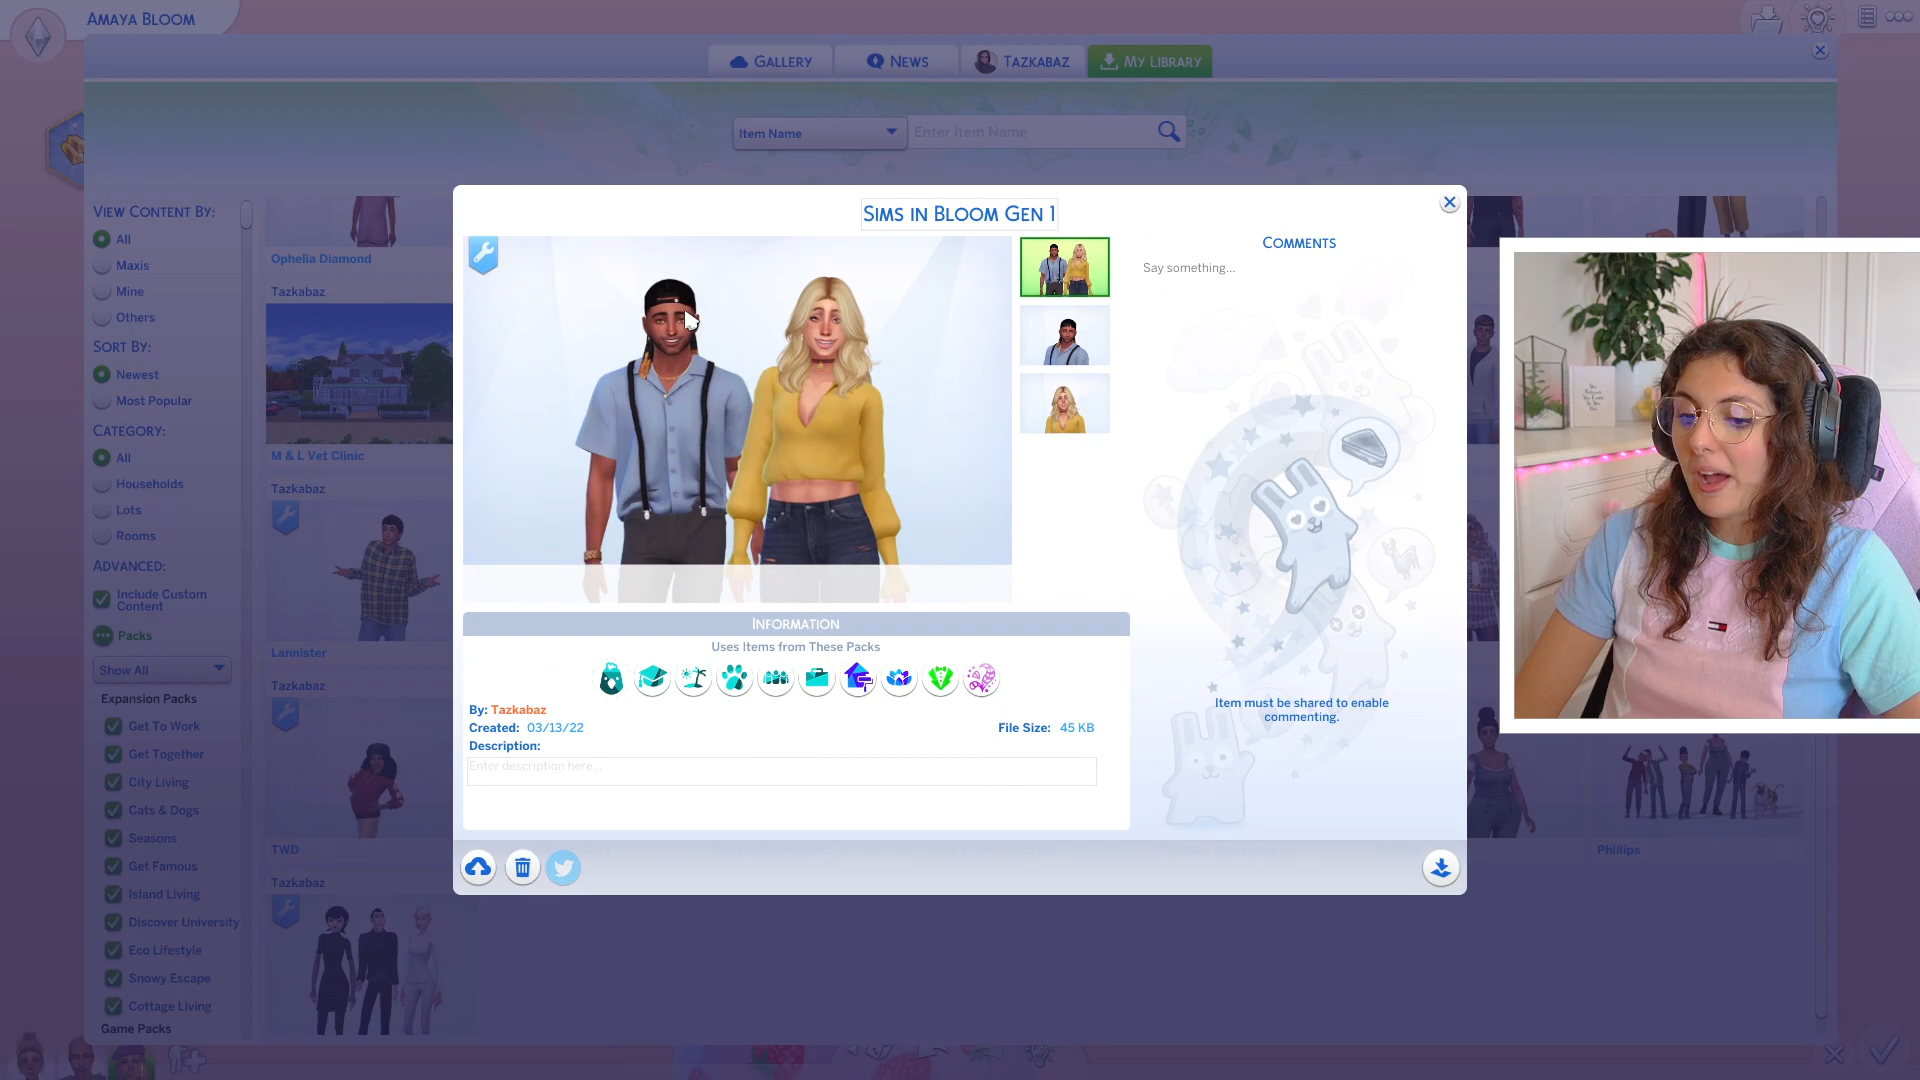 Amaya Bloom
Gallery
News
Tazkabaz
My Library
Item Name
Enter Item Name
View Content By:
All
Maxis
Mine
Others
Sort By:
Newest
Most Popular
Category:
All
Households
Lots
Rooms
Advanced:
Include Custom
Content
Packs
Show All
Expansion Packs
Get To Work
Get Together
City Living
Cats & Dogs
Seasons
Get Famous
Island Living
Discover University
Eco Lifestyle
Snowy Escape
Cottage Living
Game Packs
Ophelia Diamond
Tazkabaz
M & L Vet Clinic
Tazkabaz
Lannister
Tazkabaz
TWD
Tazkabaz
Sims in Bloom Gen 1
Comments
Say something...
Item must be shared to enable
commenting.
Information
Uses Items from These Packs
By: Tazkabaz
Created: 03/13/22
File Size: 45 KB
Description:
Enter description here...
Phillips